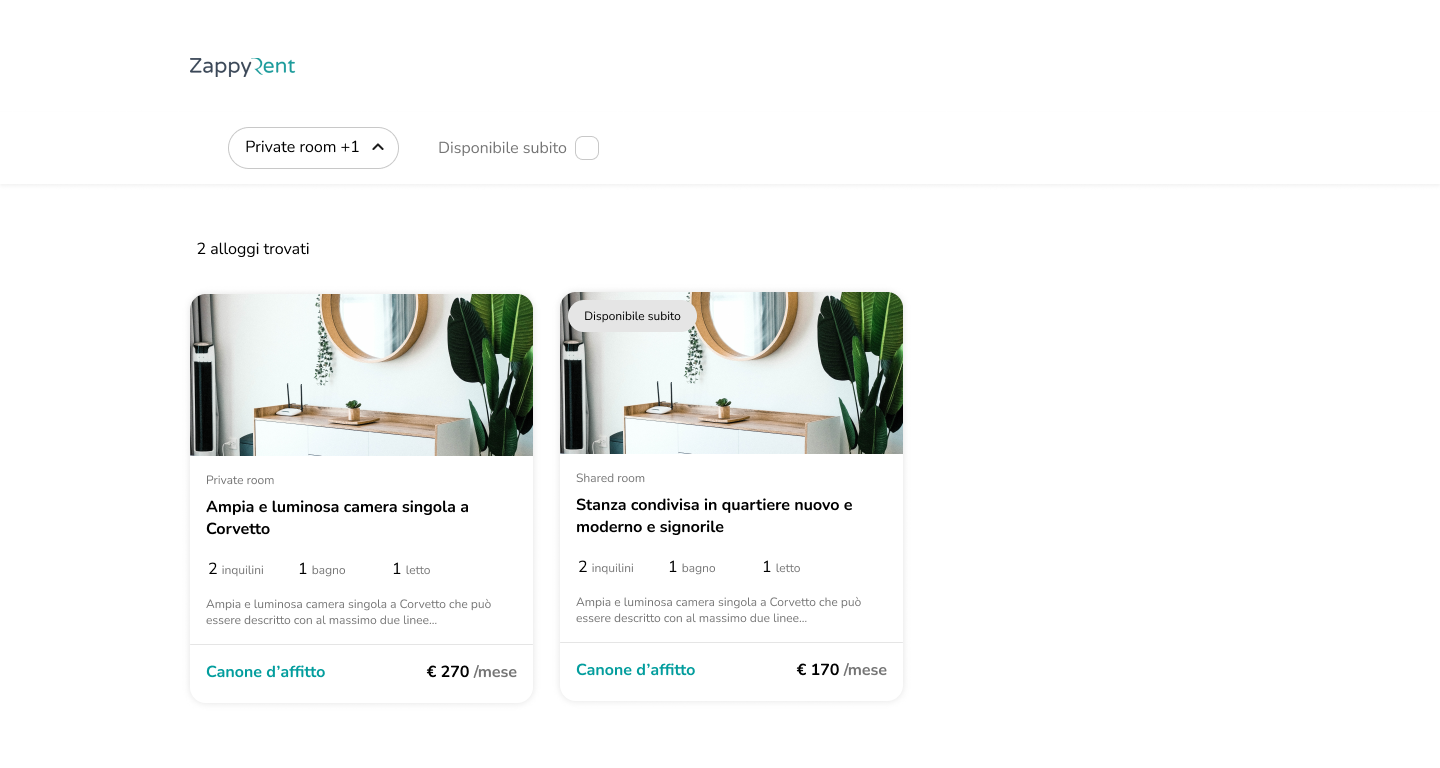 ZappyRent
Private room +1
Disponibile subito
2 alloggi trovati
Private room
Ampia e luminosa camera singola a
Corvetto
2 inquilini 1 bagno 1 letto
Ampia e luminosa camera singola a Corvetto che può
essere descritto con al massimo due linee...
Canone d’affitto € 270 /mese
Disponibile subito
Shared room
Stanza condivisa in quartiere nuovo e
moderno e signorile
2 inquilini 1 bagno 1 letto
Ampia e luminosa camera singola a Corvetto che può
essere descritto con al massimo due linee...
Canone d’affitto € 170 /mese